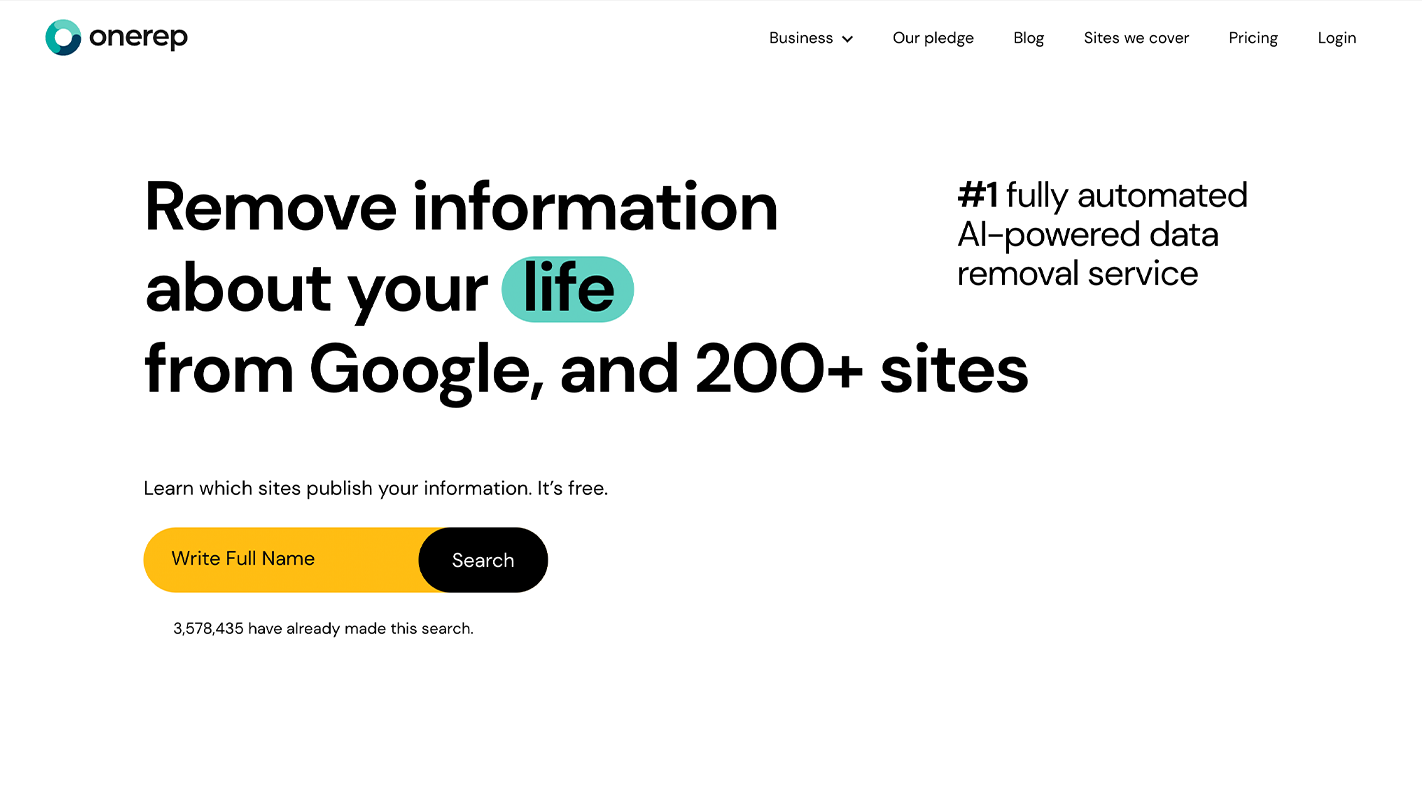 onerep
Business
Our pledge
Blog
Sites we cover
Pricing
Login
Remove information
about your life
from Google, and 200+ sites
#1 fully automated
AI-powered data
removal service
Learn which sites publish your information. It’s free.
Write Full Name
Search
3,578,435 have already made this search.